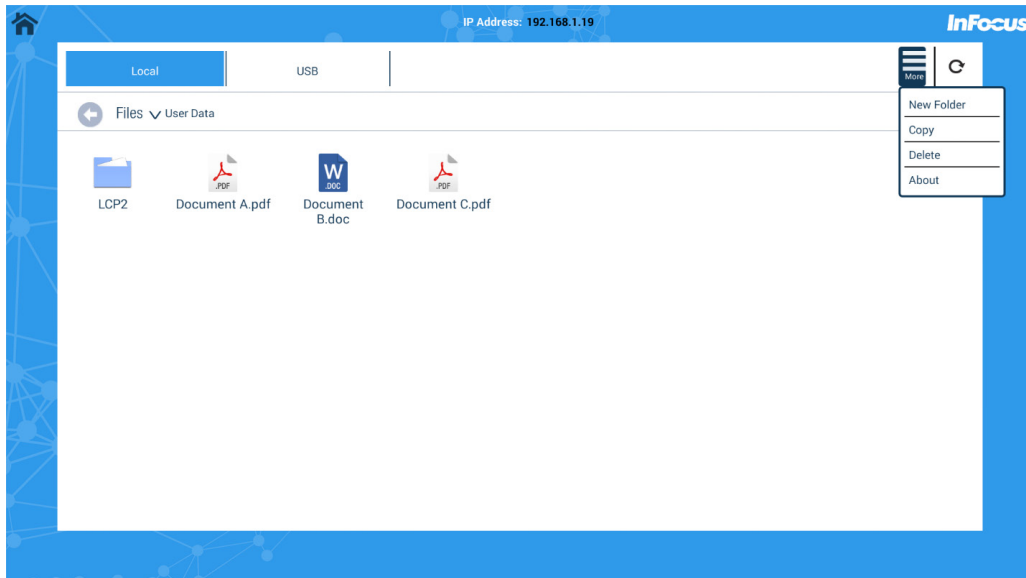 IP Address: 192.168.1.19
InFocus
Local
USB
More
Files User Data
New Folder
Copy
Delete
About
.PDF
W
.DOC
.PDF
LCP2
Document A.pdf
Document
B.doc
Document C.pdf